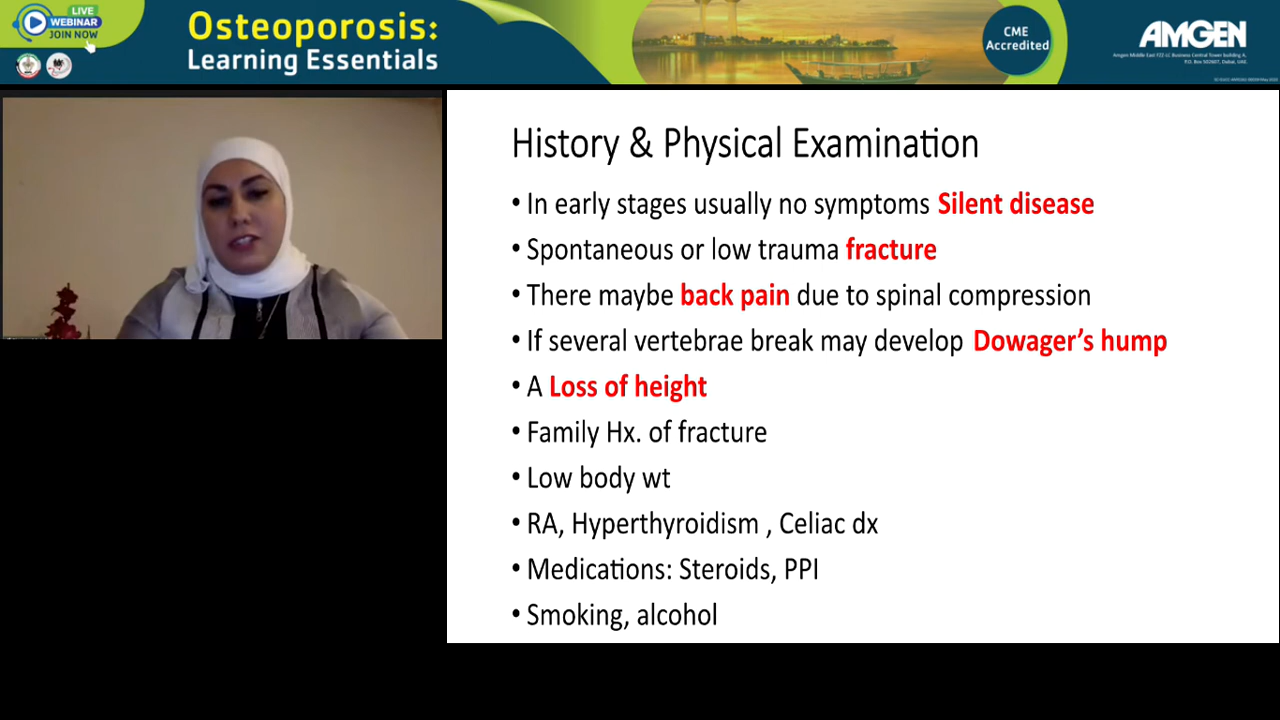 LIVE
WEBINAR
JOIN NOW
Osteoporosis:
Learning Essentials
CME
Accredited
AMGEN
Amgen Middle East FZ-LLC Business Central Tower building A,
P.O. Box 502607, Dubai, UAE.
History & Physical Examination
• In early stages usually no symptoms Silent disease
• Spontaneous or low trauma fracture
• There maybe back pain due to spinal compression
• If several vertebrae break may develop Dowager’s hump
• A Loss of height
• Family Hx. of fracture
• Low body wt
• RA, Hyperthyroidism , Celiac dx
• Medications: Steroids, PPI
• Smoking, alcohol